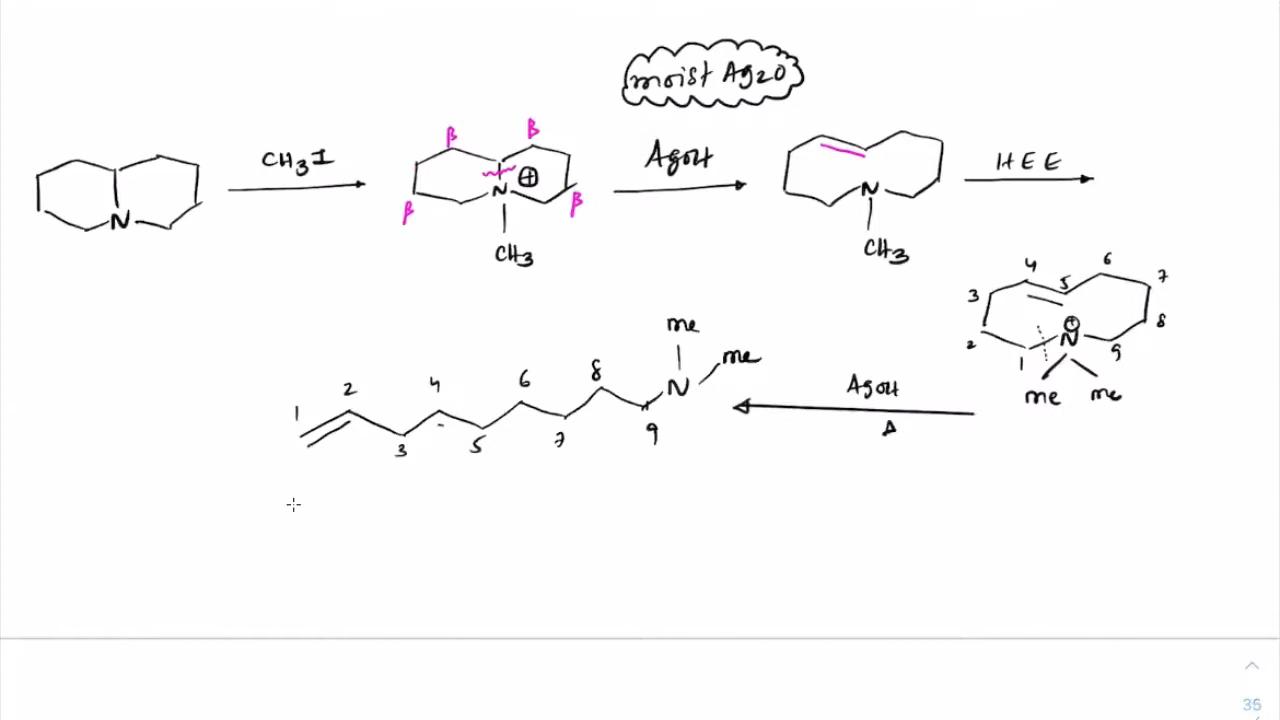 moist Ag2O
β β
CH3I
AgOH
HEE
N
N ⊕
β β
CH3
N
CH3
4 5 6 7
3
2
1
N ⊕
8
9
me me
AgOH
Δ
me
me
N
1 2 3 4 5 6 7 8 9
35